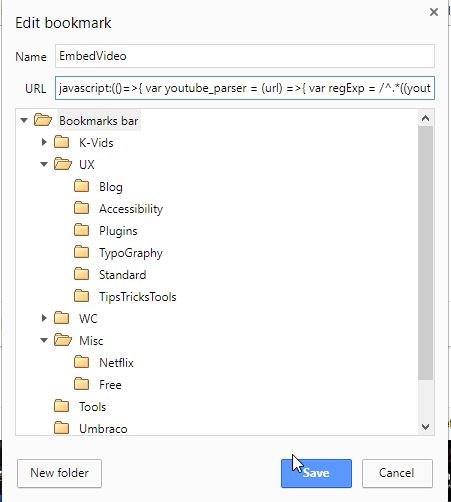 Edit bookmark
Name EmbedVideo
URL javascript:(()=>{ var youtube_parser = (url) =>{ var regExp = /^.*((yout
Bookmarks bar
K-Vids
UX
Blog
Accessibility
Plugins
TypoGraphy
Standard
TipsTricksTools
WC
Misc
Netflix
Free
Tools
Umbraco
New folder Save Cancel